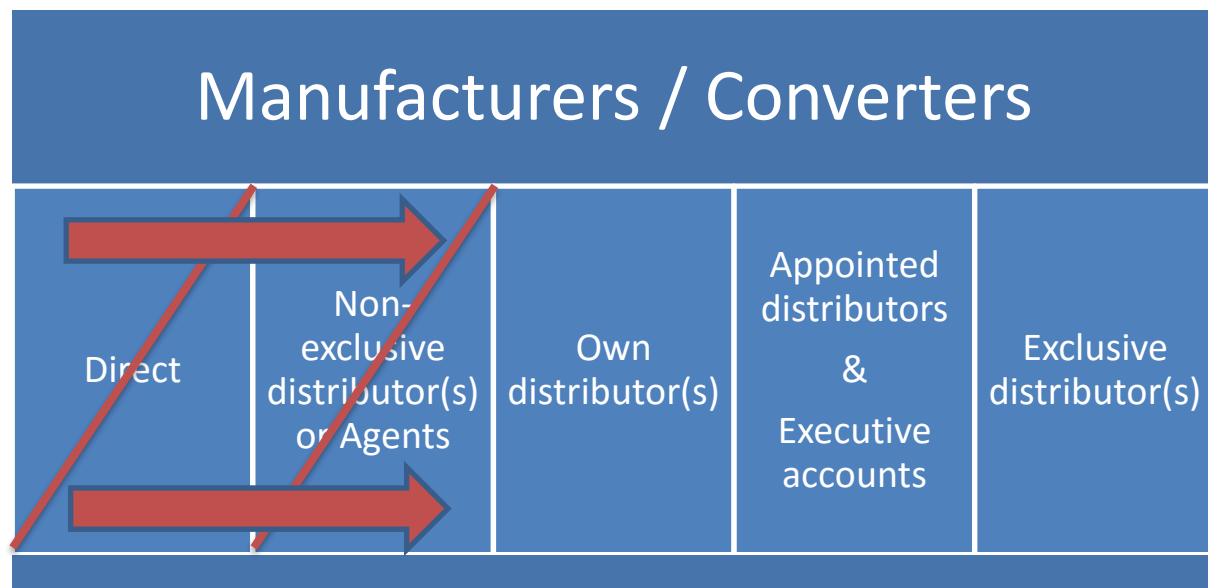 Manufacturers / Converters
Direct
Non-
exclusive
distributor(s)
or Agents
Own
distributor(s)
Appointed
distributors
&
Executive
accounts
Exclusive
distributor(s)